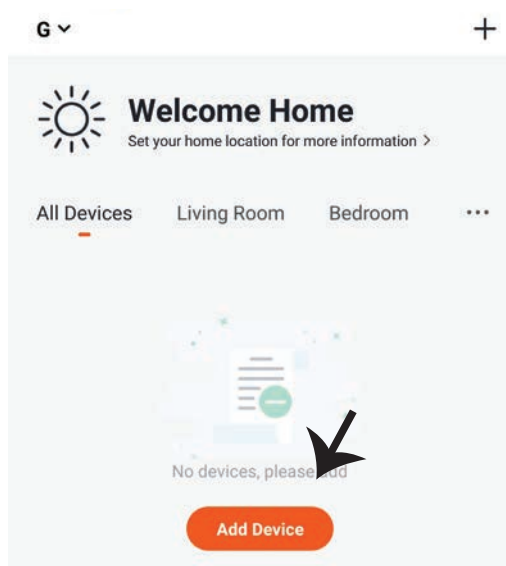 G
Welcome Home
Set your home location for more information >
All Devices Living Room Bedroom ...
No devices, please add
Add Device